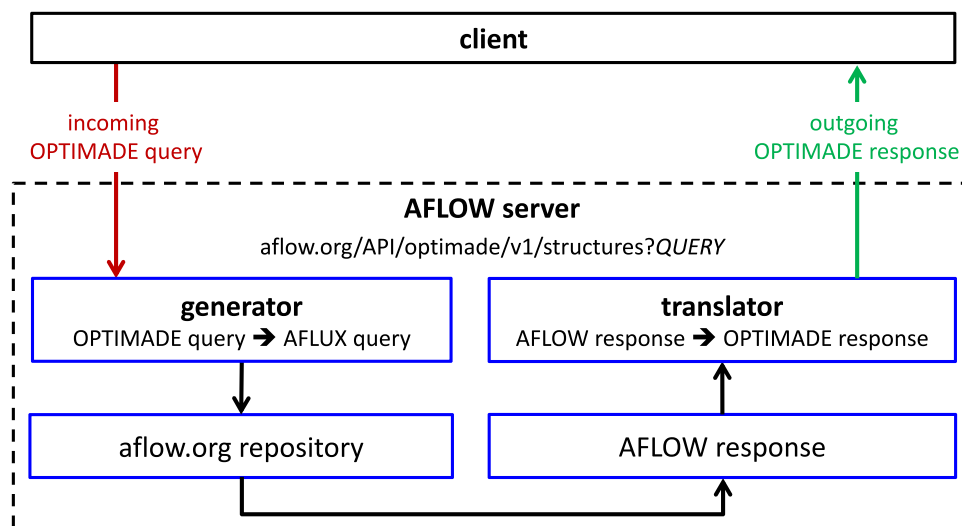 client
incoming
OPTIMADE query
outgoing
OPTIMADE response
AFLOW server
aflow.org/API/optimade/v1/structures?QUERY
generator
OPTIMADE query ➔ AFLUX query
translator
AFLOW response ➔ OPTIMADE response
aflow.org repository
AFLOW response